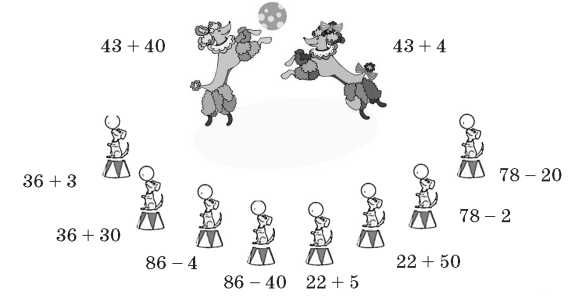 43 + 40
43 + 4
36 + 3
78 – 20
36 + 30
78 – 2
86 – 4
22 + 50
86 – 40
22 + 5